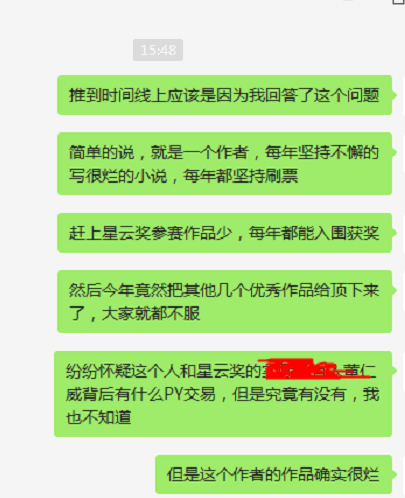 15:48
推到时间线上应该是因为我回答了这个问题
简单的说，就是一个作者，每年坚持不懈的
写很烂的小说，每年都坚持刷票
赶上星云奖参赛作品少，每年都能入围获奖
然后今年竟然把其他几个优秀作品给顶下来
了，大家就都不服
纷纷怀疑这个人和星云奖的董仁
威背后有什么PY交易，但是究竟有没有，我
也不知道
但是这个作者的作品确实很烂